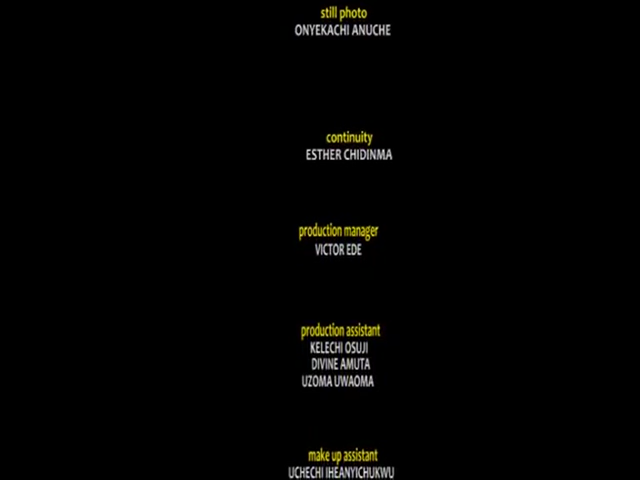 still photo
ONYEKACHI ANUCHE
continuity
ESTHER CHIDINMA
production manager
VICTOR EDE
production assistant
KELECHI OSUJI
DIVINE AMUTA
UZOMA UWAOMA
make up assistant
UCHECHI IHEANYICHUKWU